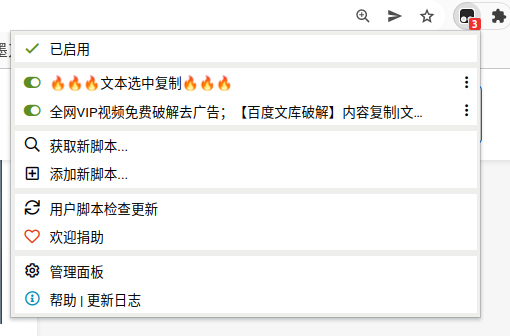 3
已启用
🔥🔥🔥文本选中复制🔥🔥🔥
全网VIP视频免费破解去广告；【百度文库破解】内容复制|文...
获取新脚本...
添加新脚本...
用户脚本检查更新
欢迎捐助
管理面板
帮助 | 更新日志